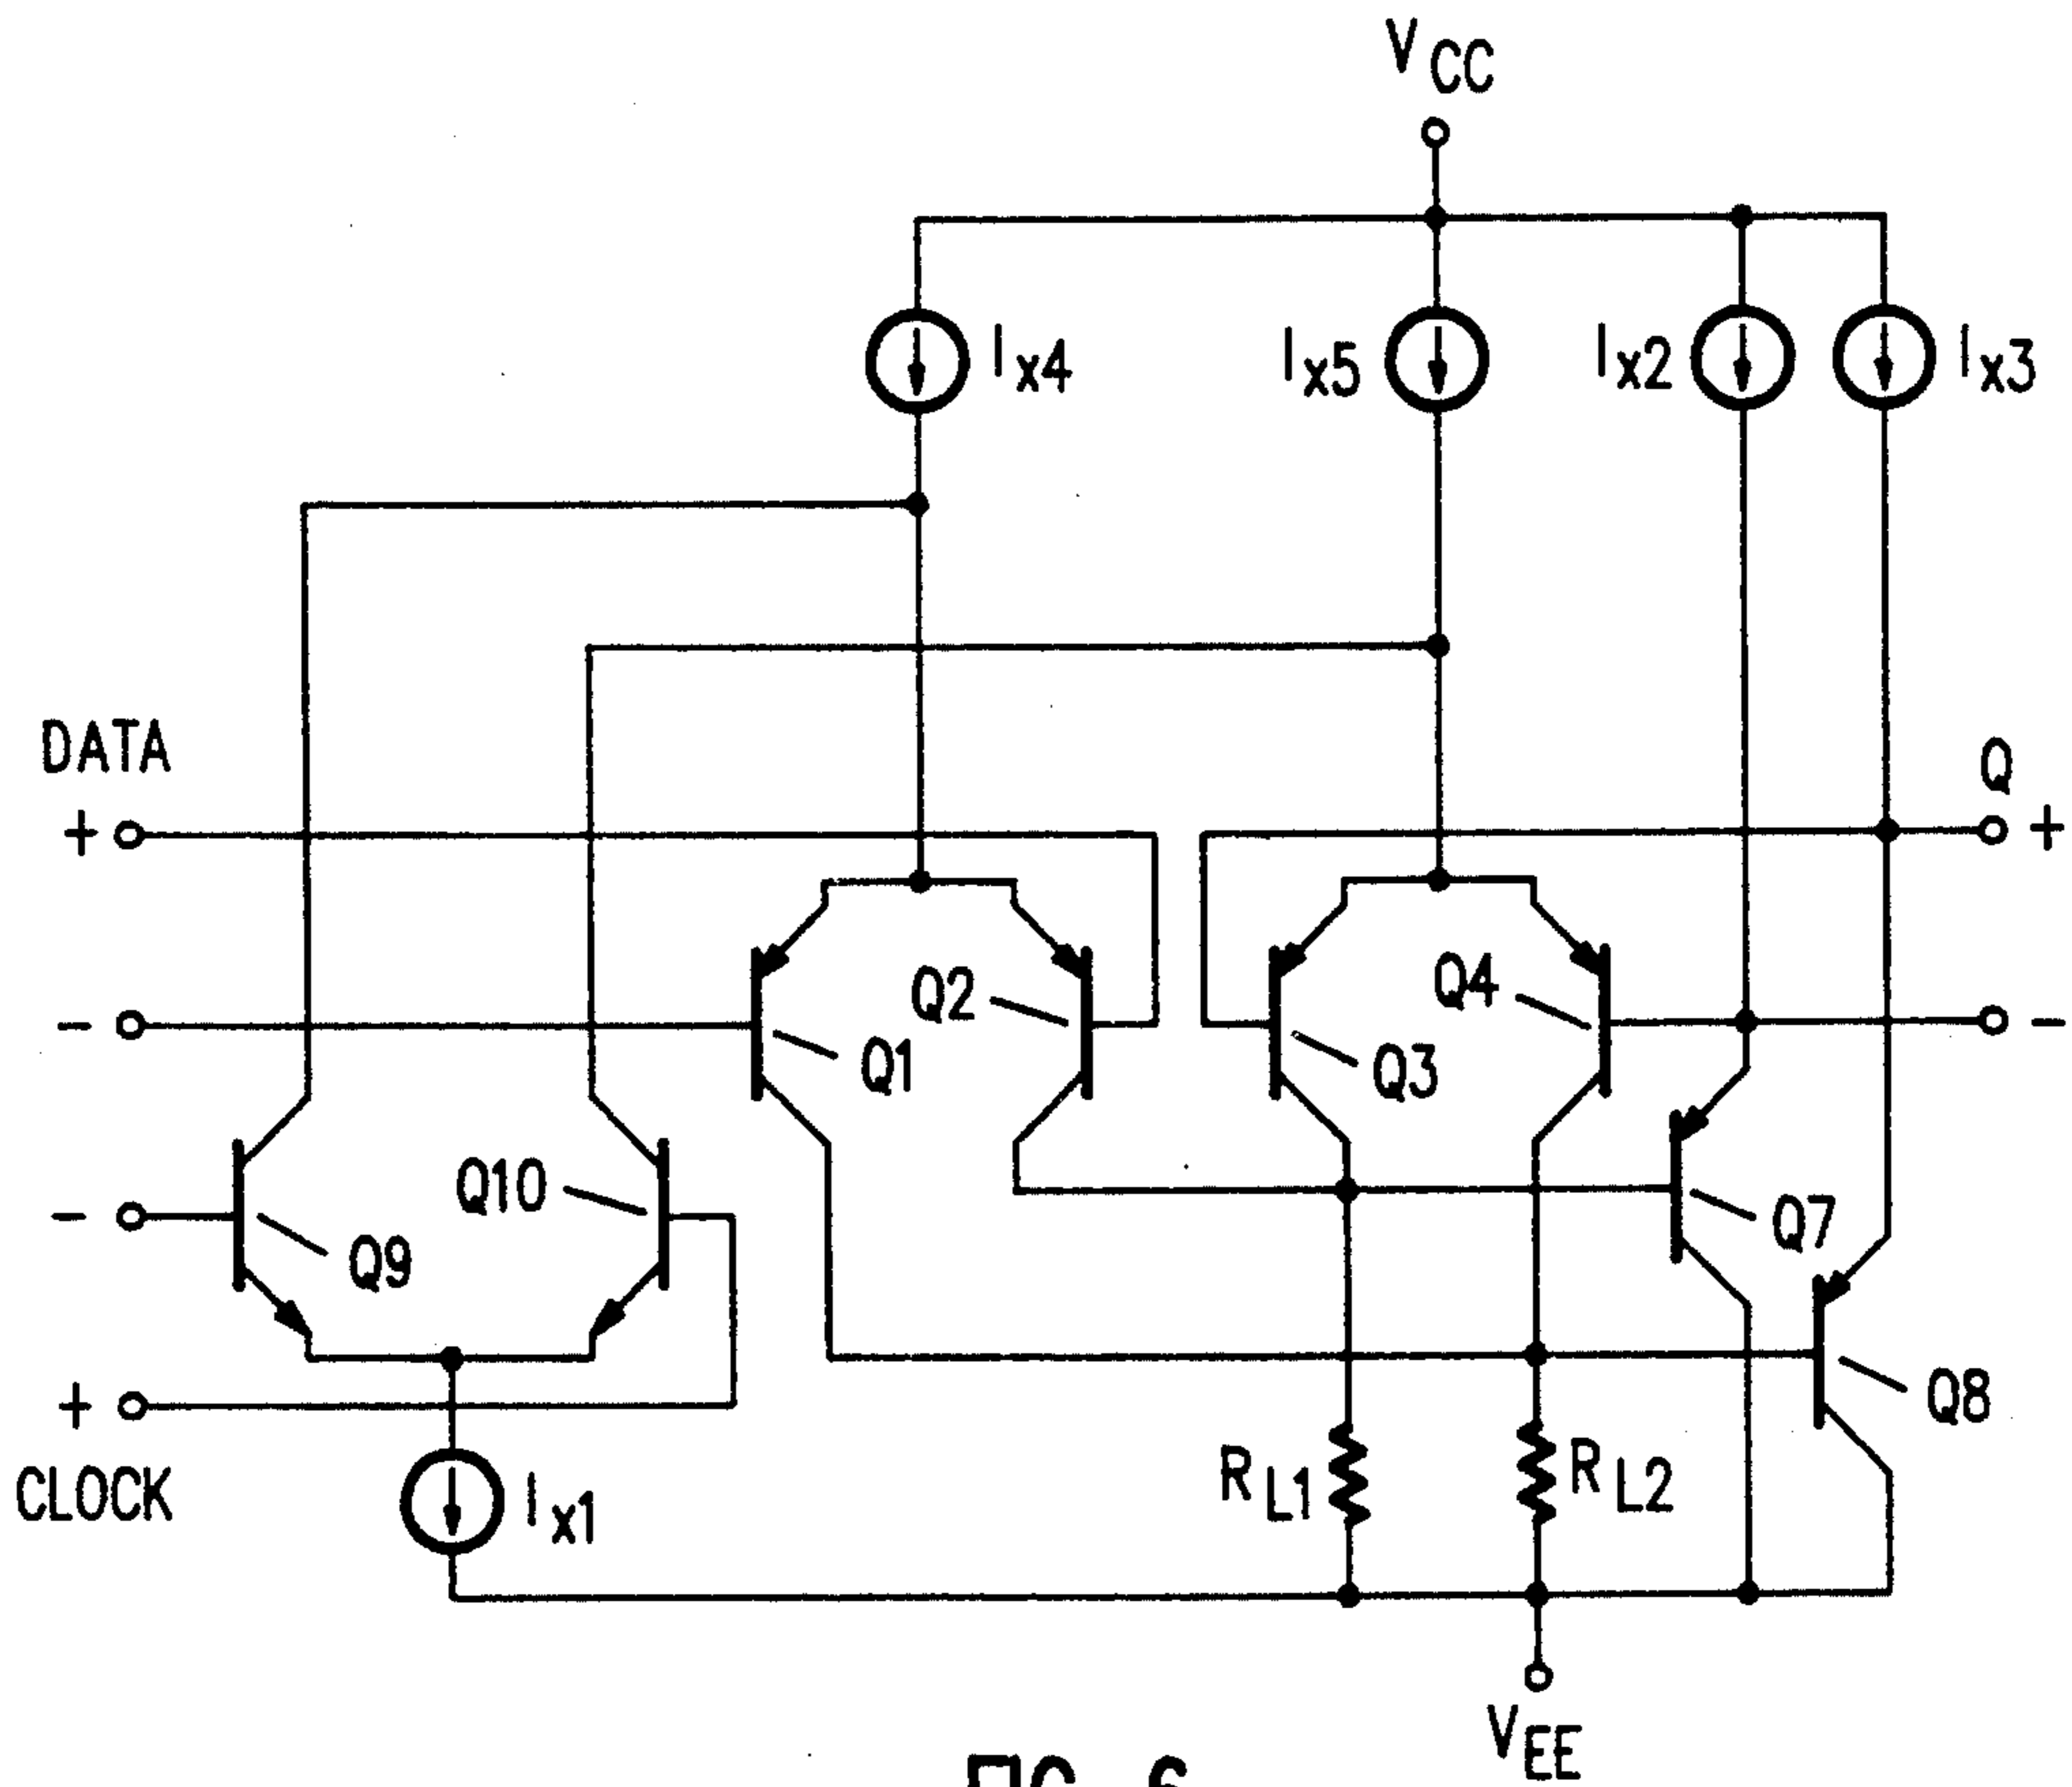 VCC
Ix4
Ix5
Ix2
Ix3
DATA
+
-
Q
+
-
Q2
Q1
Q4
Q3
Q10
Q9
-
+
CLOCK
Q7
Q8
Ix1
RL1
RL2
VEE